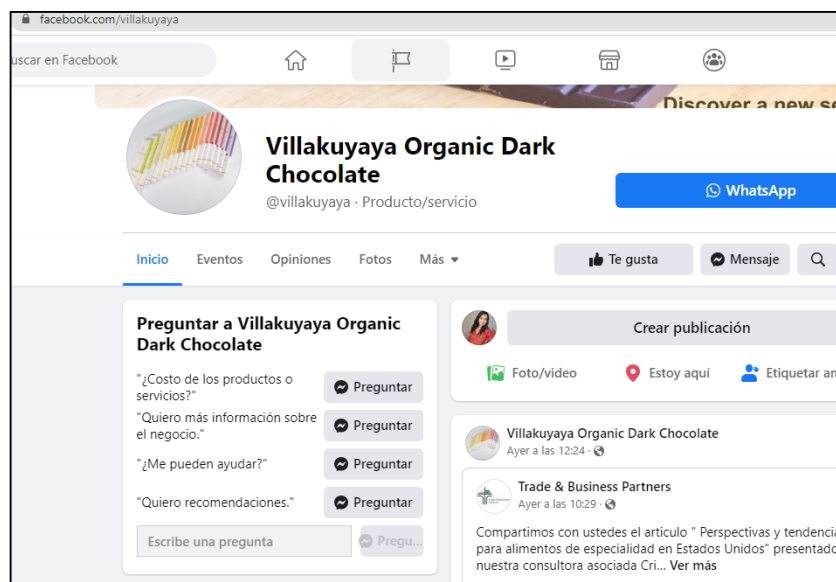 facebook.com/villakuyaya
uscar en Facebook
Discover a new se
Villakuyaya Organic Dark
Chocolate
@villakuyaya · Producto/servicio
WhatsApp
Inicio Eventos Opiniones Fotos Más
Te gusta Mensaje
Preguntar a Villakuyaya Organic
Dark Chocolate
"¿Costo de los productos o
servicios?"
Preguntar
"Quiero más información sobre
el negocio."
Preguntar
"¿Me pueden ayudar?"
Preguntar
"Quiero recomendaciones."
Preguntar
Escribe una pregunta
Pregu...
Crear publicación
Foto/video Estoy aquí Etiquetar am
Villakuyaya Organic Dark Chocolate
Ayer a las 12:24 ·
Trade & Business Partners
Ayer a las 10:29 ·
Compartimos con ustedes el articulo " Perspectivas y tendencia
para alimentos de especialidad en Estados Unidos" presentado
nuestra consultora asociada Cri... Ver más